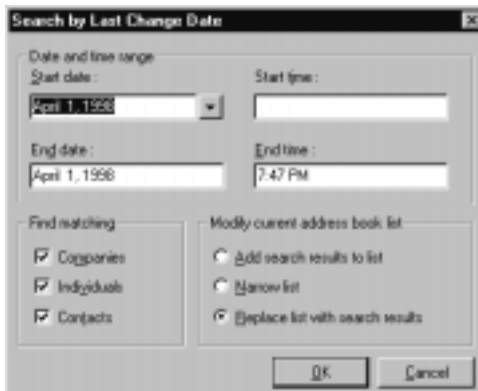 Search by Last Change Date
Date and time range
Start date : Start time :
April 1, 1998
End date : End time :
April 1, 1998 7:47 PM
Find matching Modify current address book list
Companies Add search results to list
Individuals Narrow list
Contacts Replace list with search results
OK Cancel